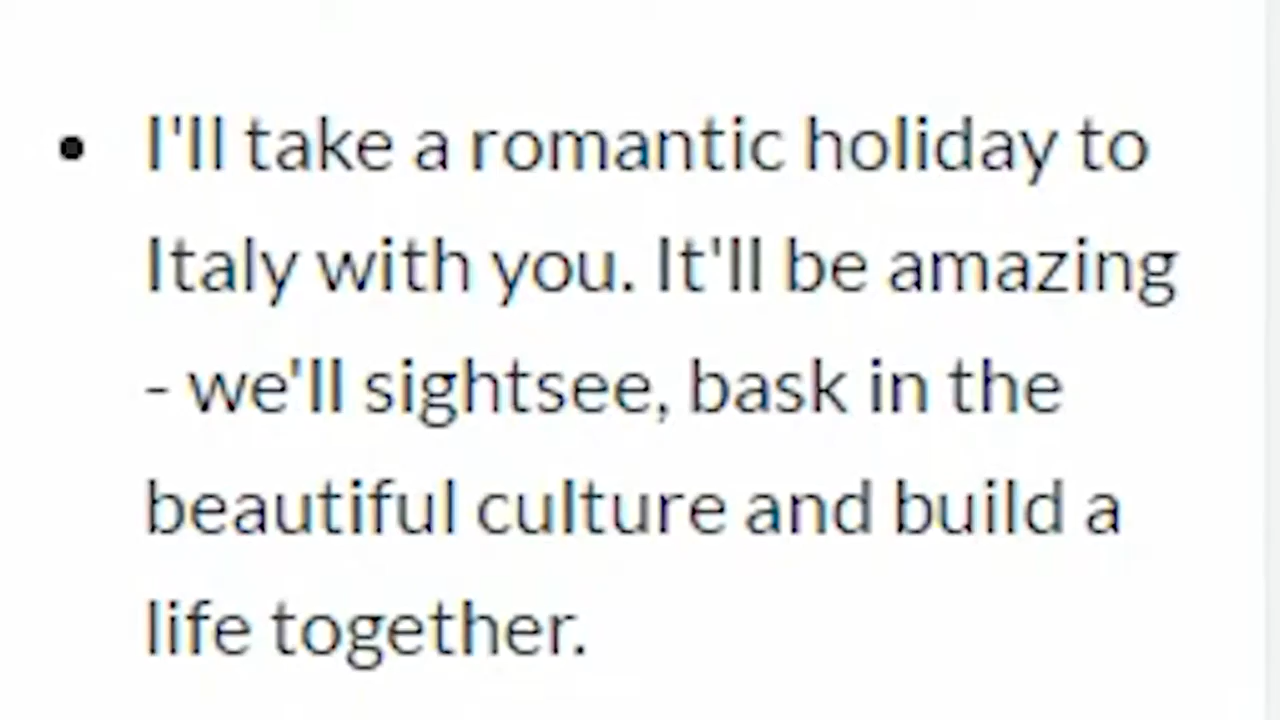 • I'll take a romantic holiday to
Italy with you. It'll be amazing
- we'll sightsee, bask in the
beautiful culture and build a
life together.